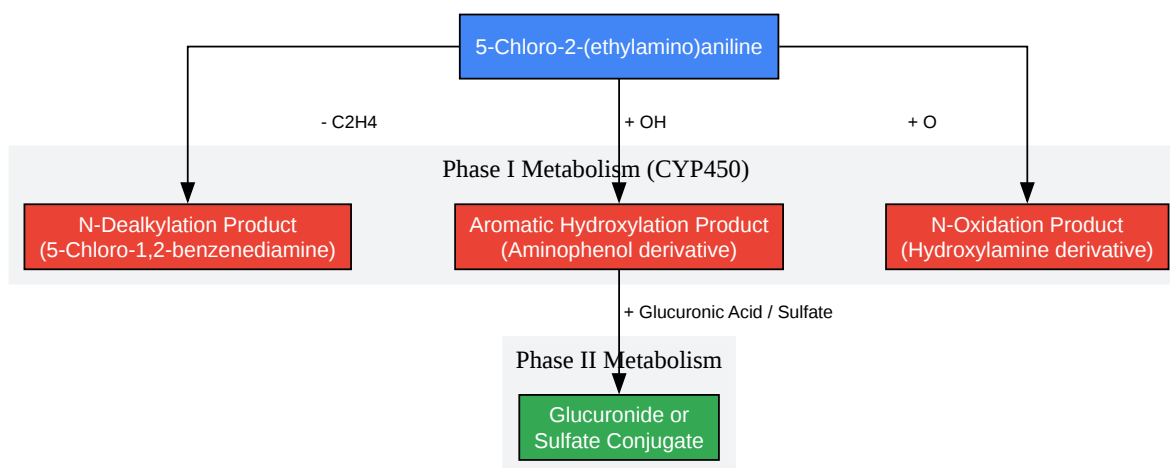 5-Chloro-2-(ethylamino)aniline
- C2H4
+ OH
+ O
Phase I Metabolism (CYP450)
N-Dealkylation Product
(5-Chloro-1,2-benzenediamine)
Aromatic Hydroxylation Product
(Aminophenol derivative)
N-Oxidation Product
(Hydroxylamine derivative)
+ Glucuronic Acid / Sulfate
Phase II Metabolism
Glucuronide or
Sulfate Conjugate